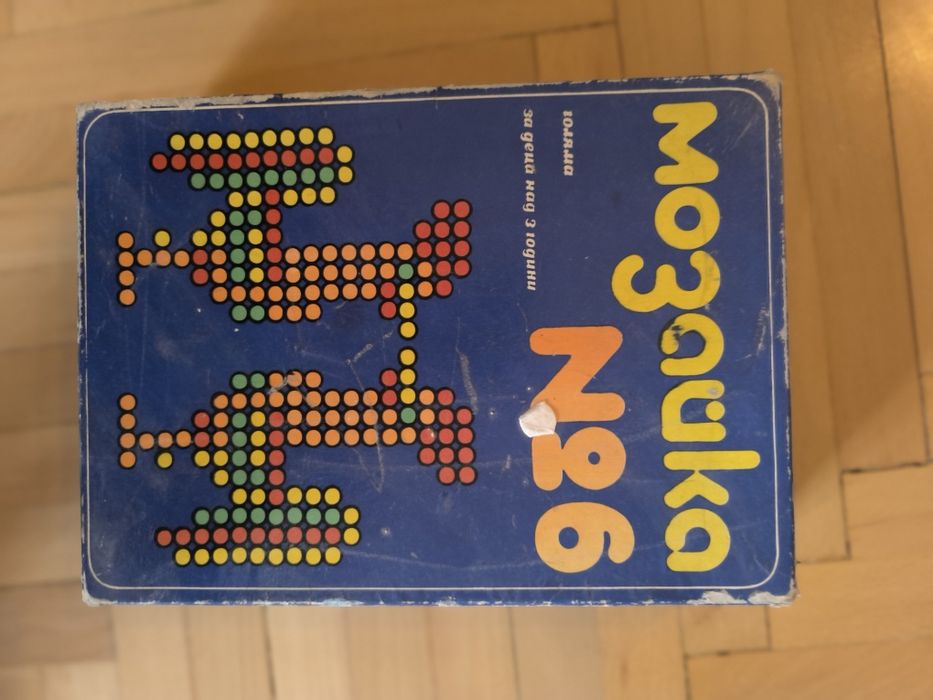 мозайка
№6
голяма
за деца над 3 години